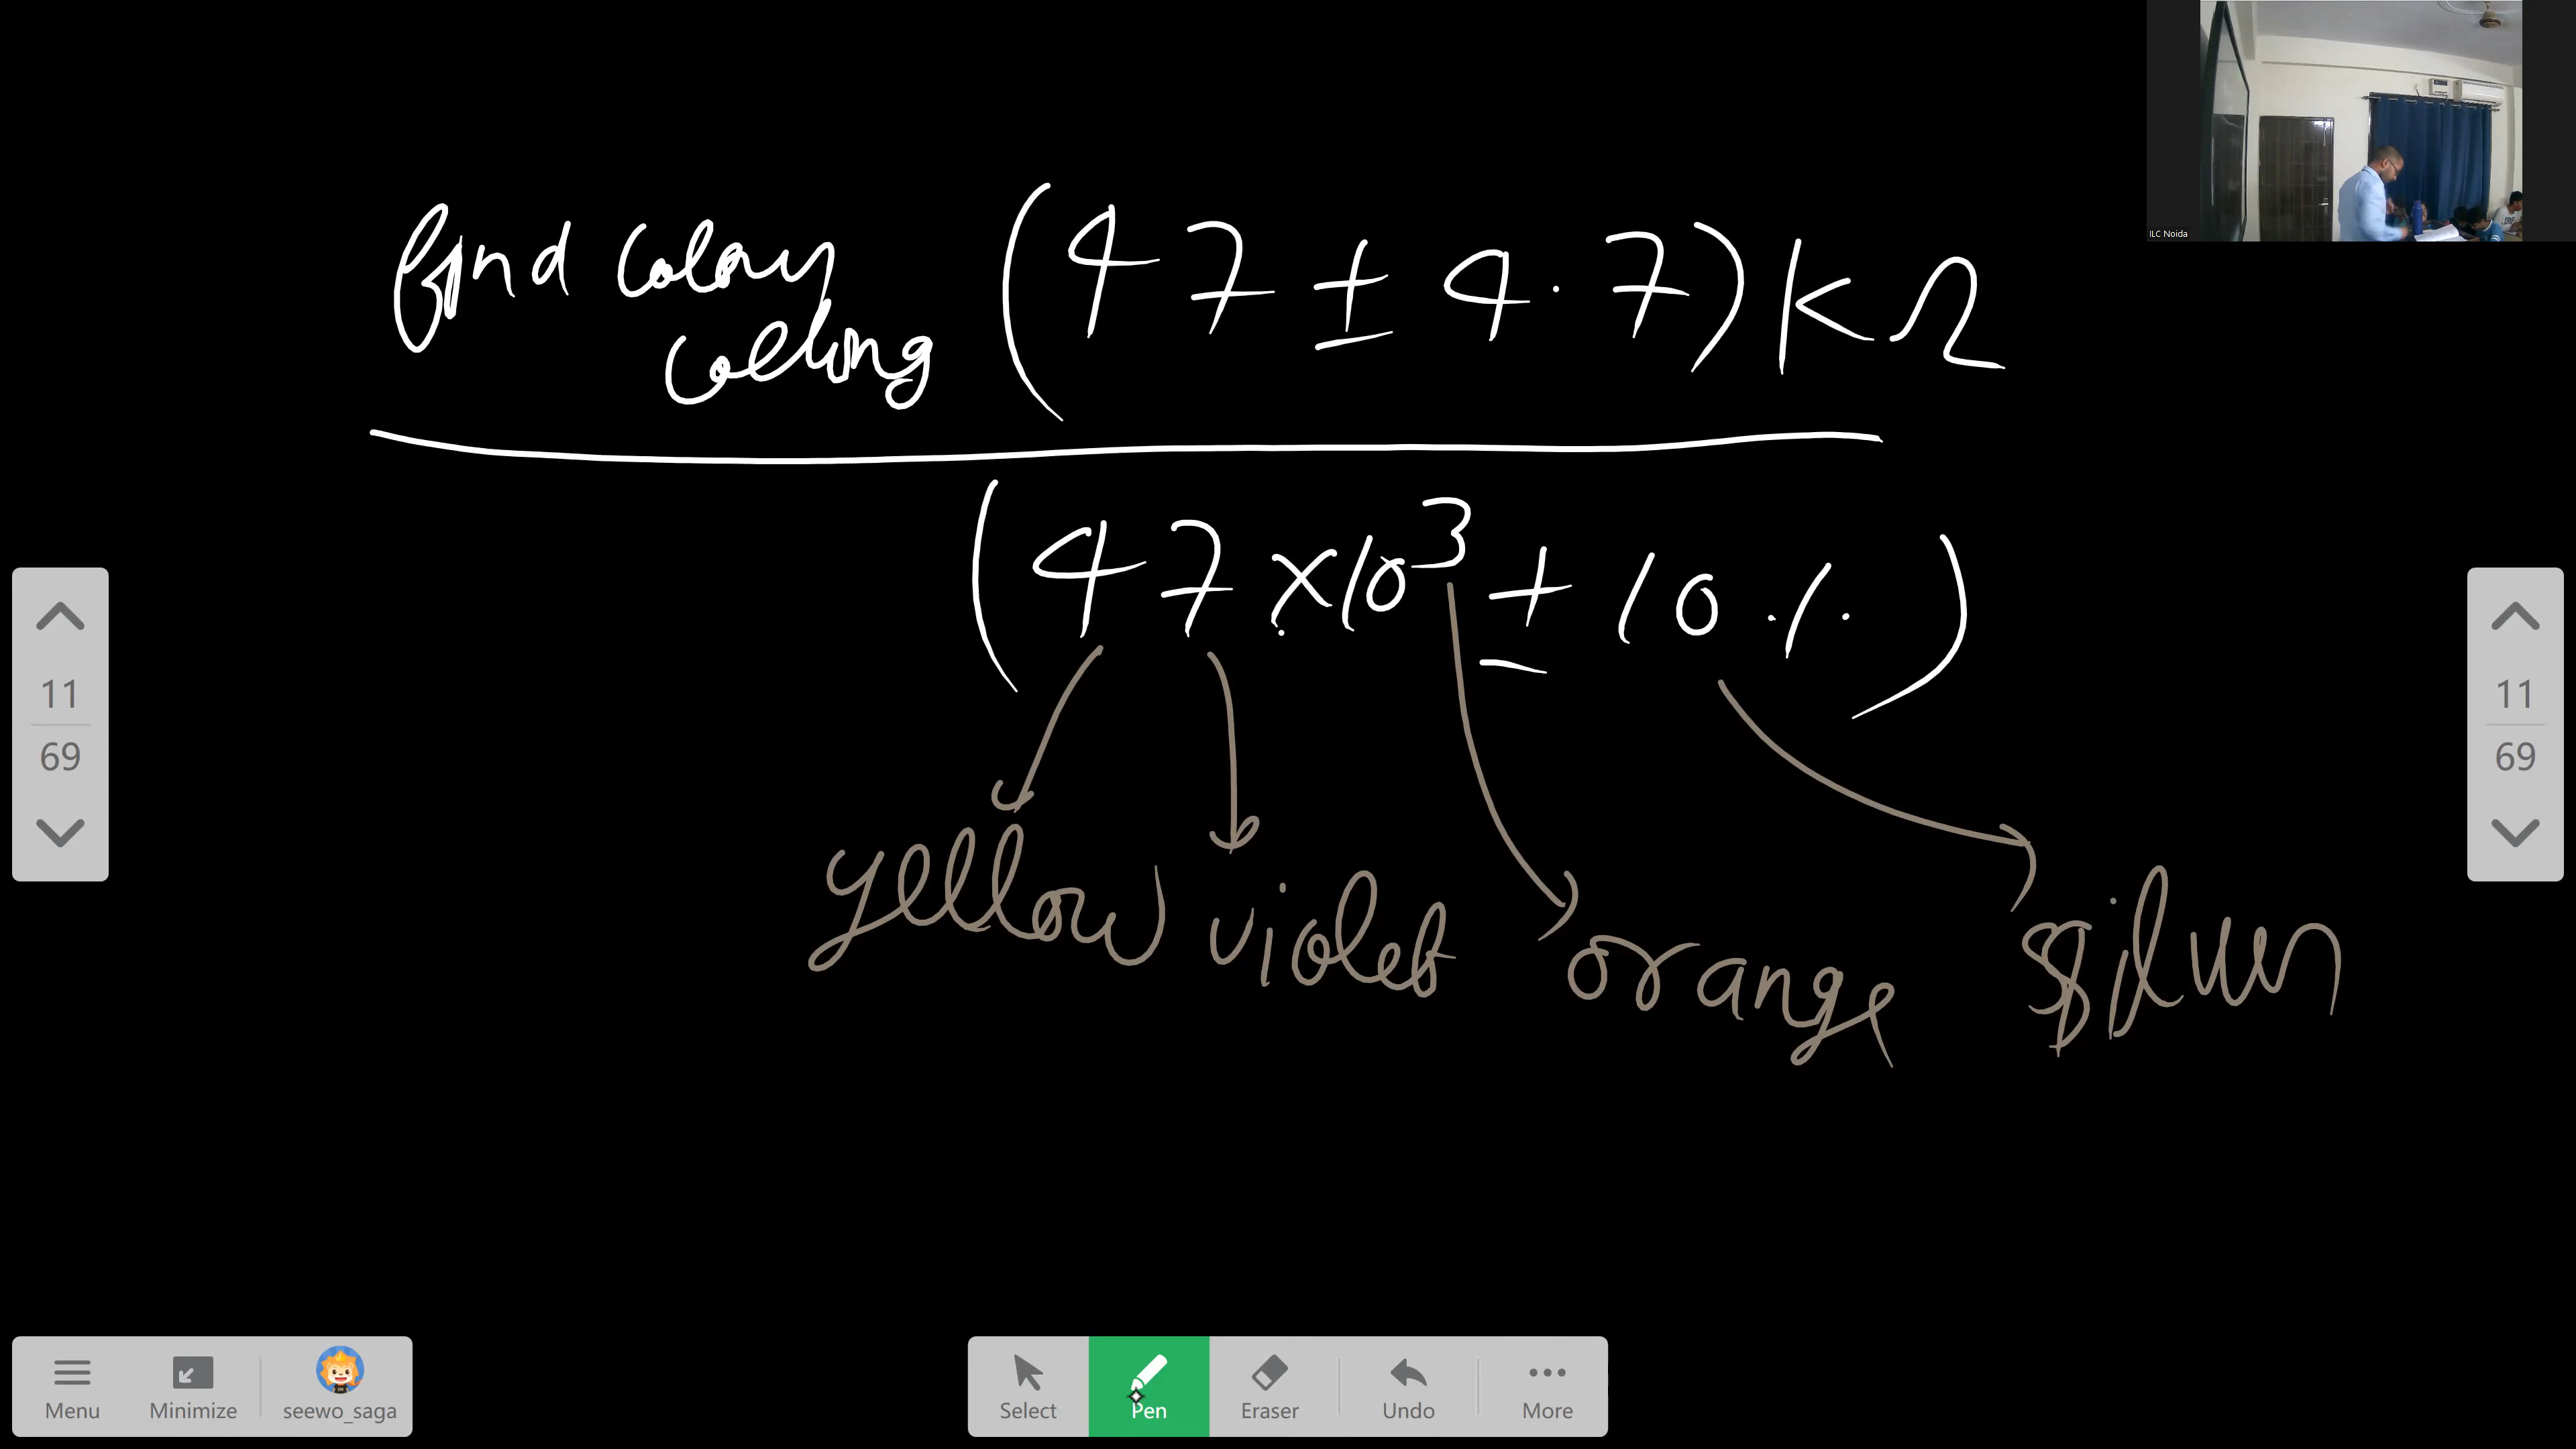 ILC Noida
find colour (47 ± 4.7) kΩ
coding
(47 ×10³ ± 10 %)
yellow violet orange silver
11
69
11
69
Menu Minimize seewo_saga Select Pen Eraser Undo More